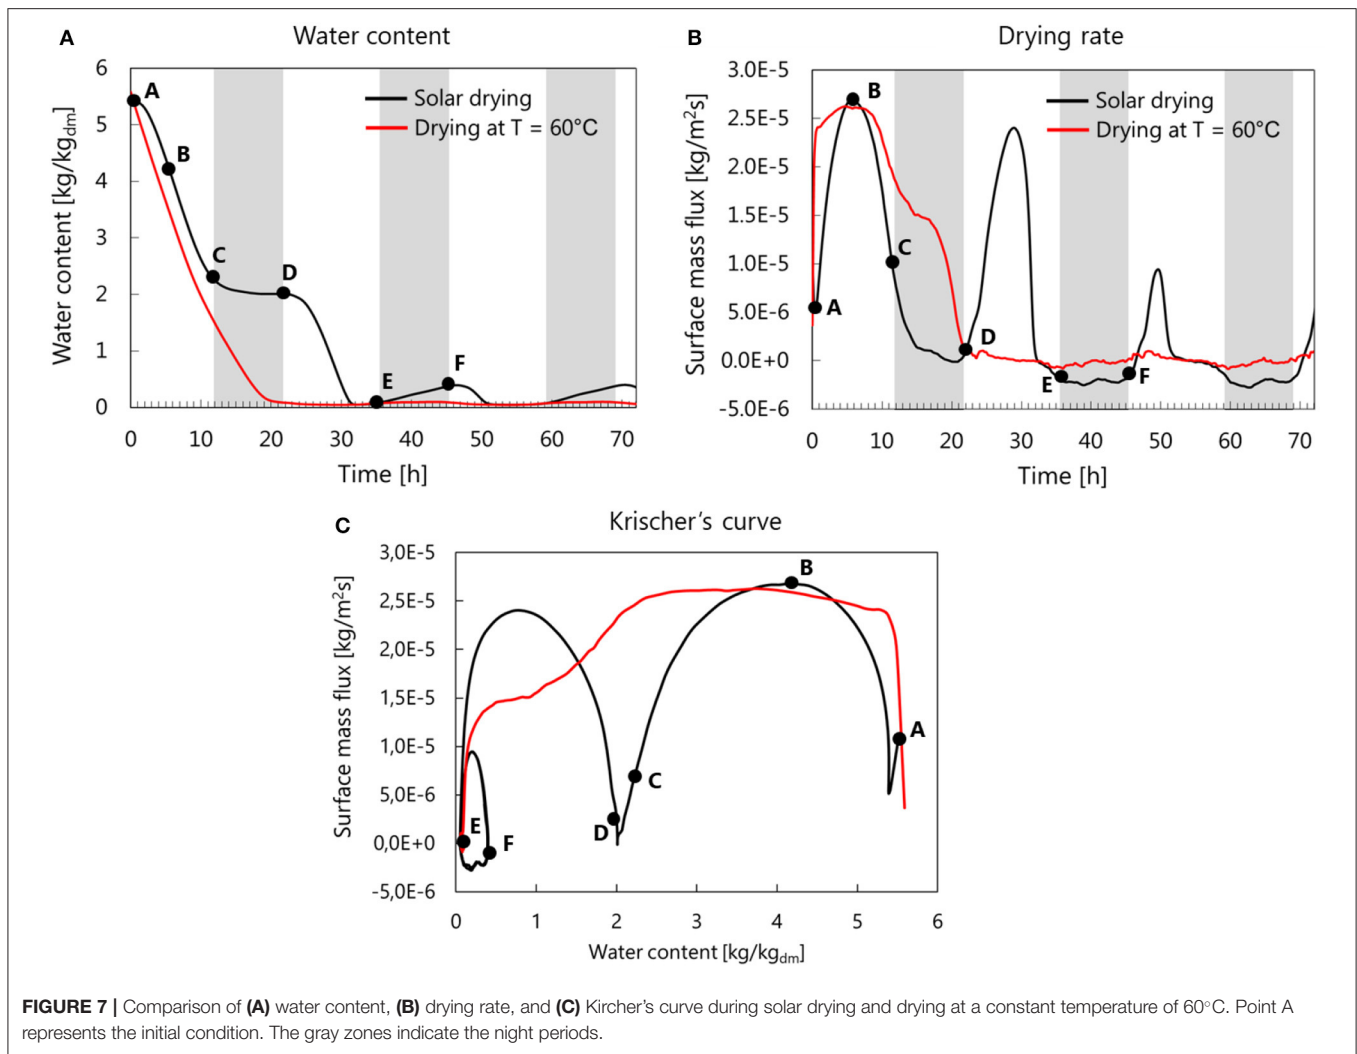 A
Water content
Water content [kg/kgdm]
6
5
4
3
2
1
0
A
B
C
D
E
F
Solar drying
Drying at T = 60°C
0 10 20 30 40 50 60 70
Time [h]
B
Drying rate
Surface mass flux [kg/m²s]
3.0E-5
2.5E-5
2.0E-5
1.5E-5
1.0E-5
5.0E-6
0.0E+0
-5.0E-6
B
Solar drying
Drying at T = 60°C
C
A
D
E
F
0 10 20 30 40 50 60 70
Time [h]
C
Krischer's curve
Surface mass flux [kg/m²s]
3,0E-5
2,5E-5
2,0E-5
1,5E-5
1,0E-5
5,0E-6
0,0E+0
-5,0E-6
B
A
C
D
E
F
0 1 2 3 4 5 6
Water content [kg/kgdm]
FIGURE 7 | Comparison of (A) water content, (B) drying rate, and (C) Kircher's curve during solar drying and drying at a constant temperature of 60°C. Point A
represents the initial condition. The gray zones indicate the night periods.